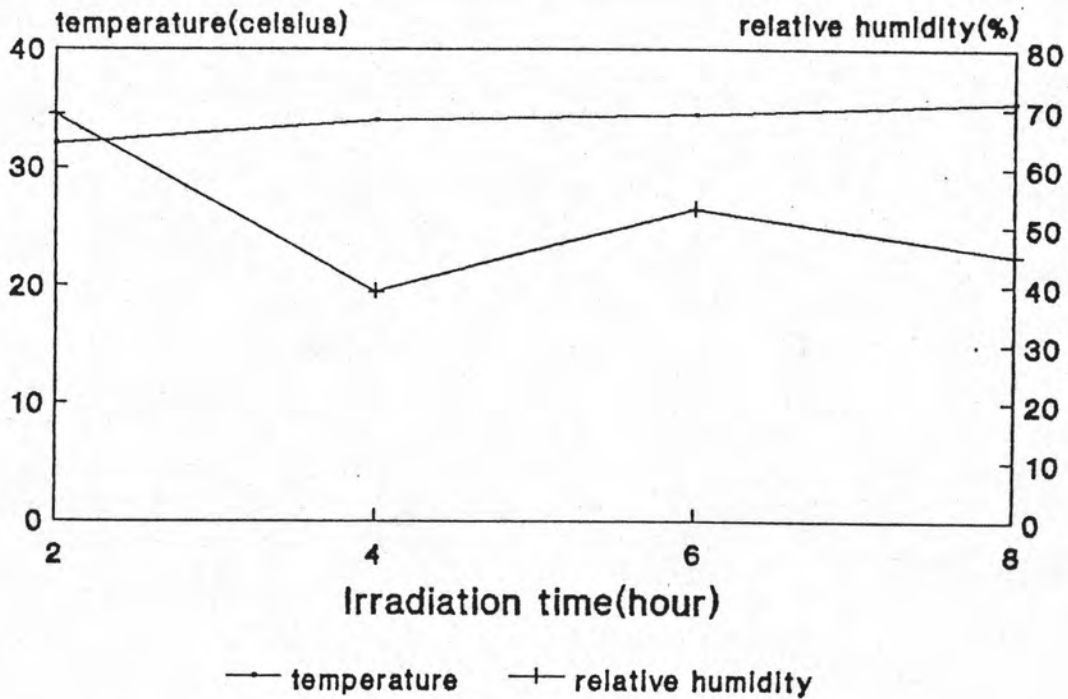 temperature(celsius) relative humidity(%)
40 80
70
30 60
50
20 40
30
10 20
10
0 0
2 4 6 8
Irradiation time(hour)
temperature relative humidity